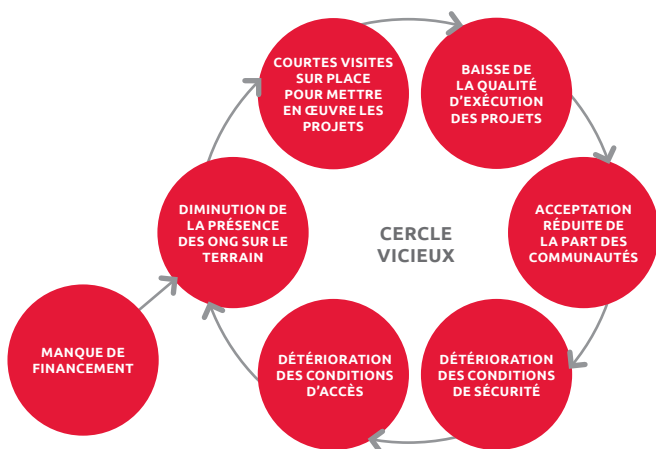 COURTES VISITES
SUR PLACE
POUR METTRE
EN ŒUVRE LES
PROJETS
BAISSE DE
LA QUALITÉ
D'EXÉCUTION
DES PROJETS
DIMINUTION DE
LA PRÉSENCE
DES ONG SUR LE
TERRAIN
CERCLE
VICIEUX
ACCEPTATION
RÉDUITE DE
LA PART DES
COMMUNAUTÉS
MANQUE DE
FINANCEMENT
DÉTÉRIORATION
DES CONDITIONS
D'ACCÈS
DÉTÉRIORATION
DES CONDITIONS
DE SÉCURITÉ